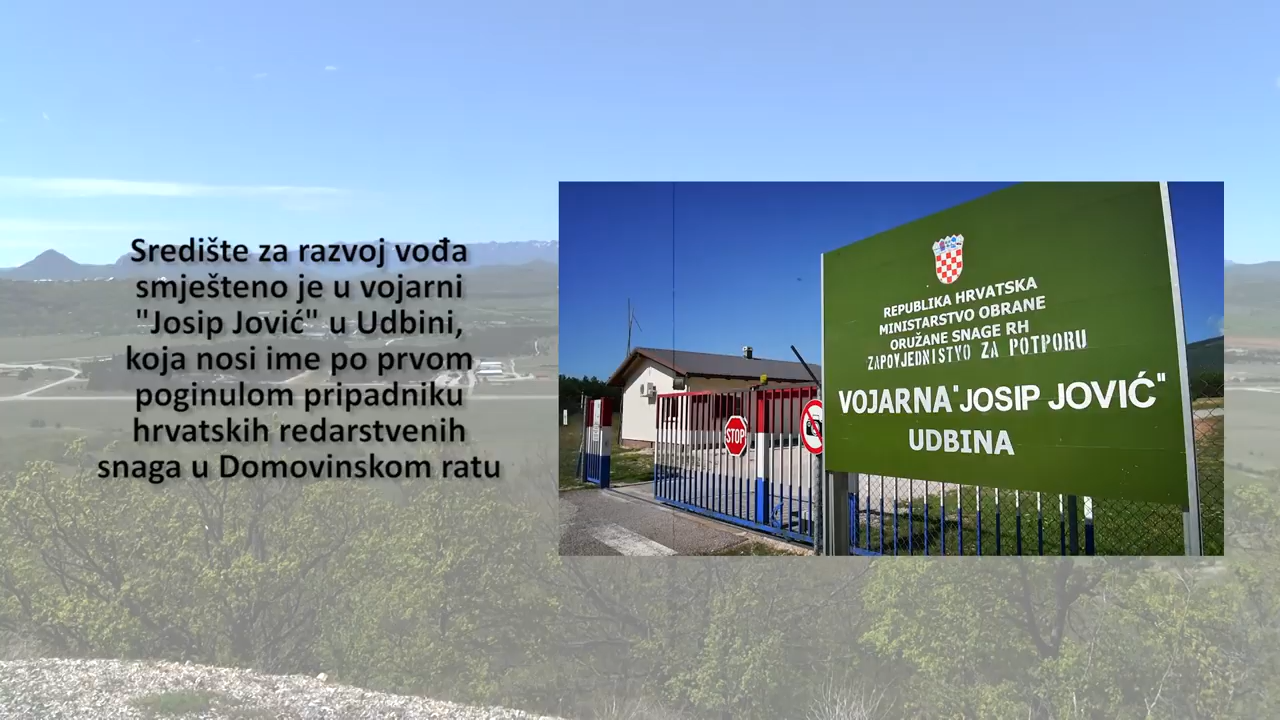 Središte za razvoj vođa
smješteno je u vojarni
"Josip Jović" u Udbini,
koja nosi ime po prvom
poginulom pripadniku
hrvatskih redarstvenih
snaga u Domovinskom ratu
REPUBLIKA HRVATSKA
MINISTARSTVO OBRANE
ORUŽANE SNAGE RH
ZAPOVJEDNISTVO ZA POTPORU
VOJARNA "JOSIP JOVIĆ"
UDBINA
STOP